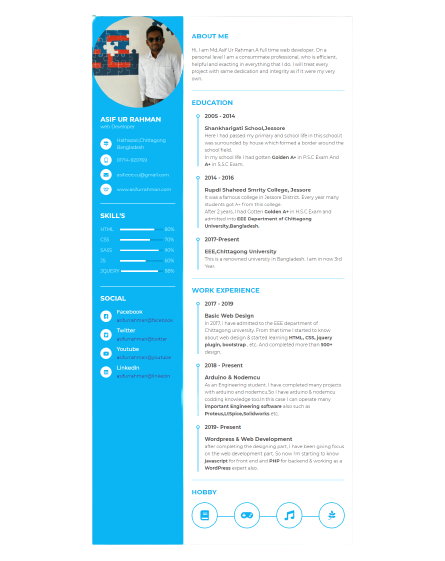 ASIF UR RAHMAN
web Developer
Hathazari,Chittagong
Bangladesh
www.asifurrahman.com
SKILL'S
HTML 80%
CSS 70%
SASS 90%
JS 60%
JQUERY 88%
SOCIAL
Facebook
asifurrahman@facebook
Twitter
asifurrahman@twitter
Youtube
asifurrahman@youtube
Linkedin
asifurrahman@linkedin
ABOUT ME
Hi, I am Md.Asif Ur Rahman.A full time web developer. On a
personal level I am a consummate professional, who is efficient,
helpful and exacting in everything that I do. I will treat every
project with same dedication and integrity as if it were my very
own.
EDUCATION
2005 - 2014
Shankharigati School,Jessore
Here I had passed my primary and school life in this school.It
was surrounded by house which formed a border around the
school field.
In my school life I had gotten Golden A+ in P.S.C Exam And
A+ in S.S.C Exam.
2014 - 2016
Rupdi Shaheed Smrity College, Jessore
It was a famous college in Jessore District. Every year many
students got A+ from this college.
After 2 years, I had Gotten Golden A+ in H.S.C Exam and
admitted into EEE Department of Chittagong
University,Bangladesh.
2017-Present
EEE,Chittagong University
This is a renowned university in Bangladesh. I am in now 3rd
Year.
WORK EXPERIENCE
2017 - 2019
Basic Web Design
In 2017, I have admitted to the EEE department of
Chittagong university. From that time I started to know
about web design & started learning HTML, CSS, jquery
plugin, bootstrap , etc. And completed more than 300+
design.
2018 - Present
Arduino & Nodemcu
As an Engineering student, I have completed many projects
with arduino and nodemcu.So I have arduino & nodemcu
codding knowledge too.In this case I can operate many
Important Engineering software also such as
Proteus,LtSpice,Solidworks etc.
2019- Present
Wordpress & Web Development
after completing the designing part, I have been giving focus
on the web development part. So now I'm starting to know
javascript for front end and PHP for backend & working as a
WordPress expert also.
HOBBY